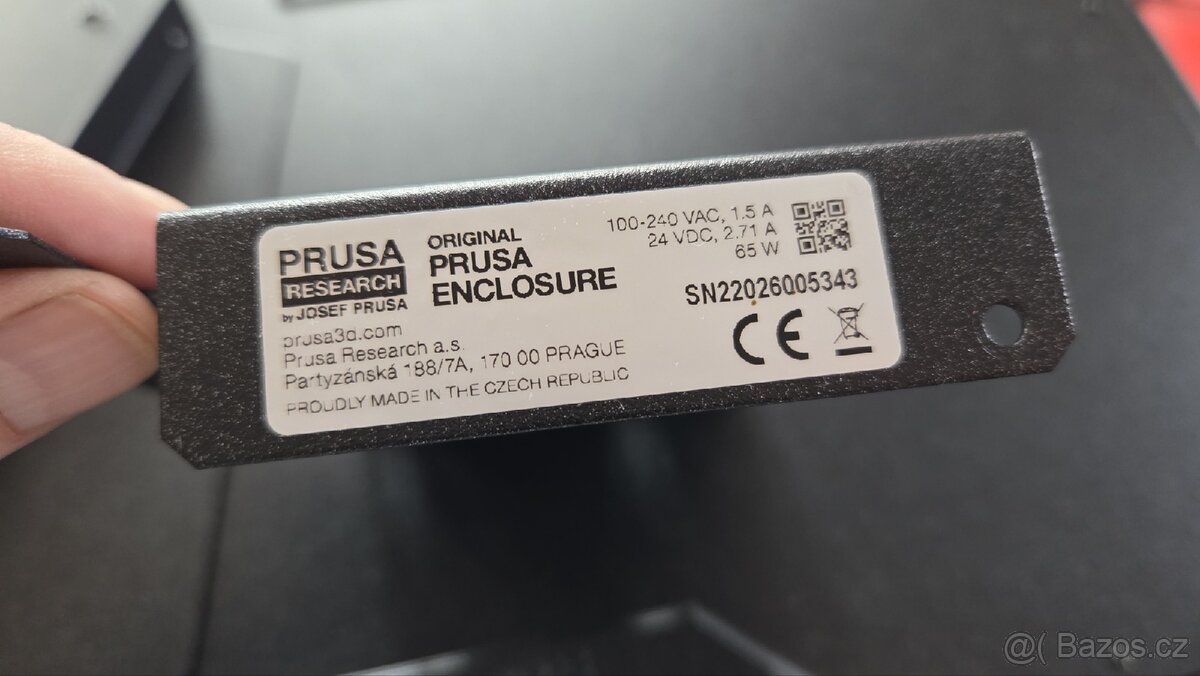 PRUSA
RESEARCH
by JOSEF PRUSA
ORIGINAL
PRUSA
ENCLOSURE
100-240 VAC, 1.5 A
24 VDC, 2.71 A
65 W
SN22026005343
CE
prusa3d.com
Prusa Research a.s.
Partyzánská 188/7A, 170 00 PRAGUE
PROUDLY MADE IN THE CZECH REPUBLIC
@( Bazos.cz